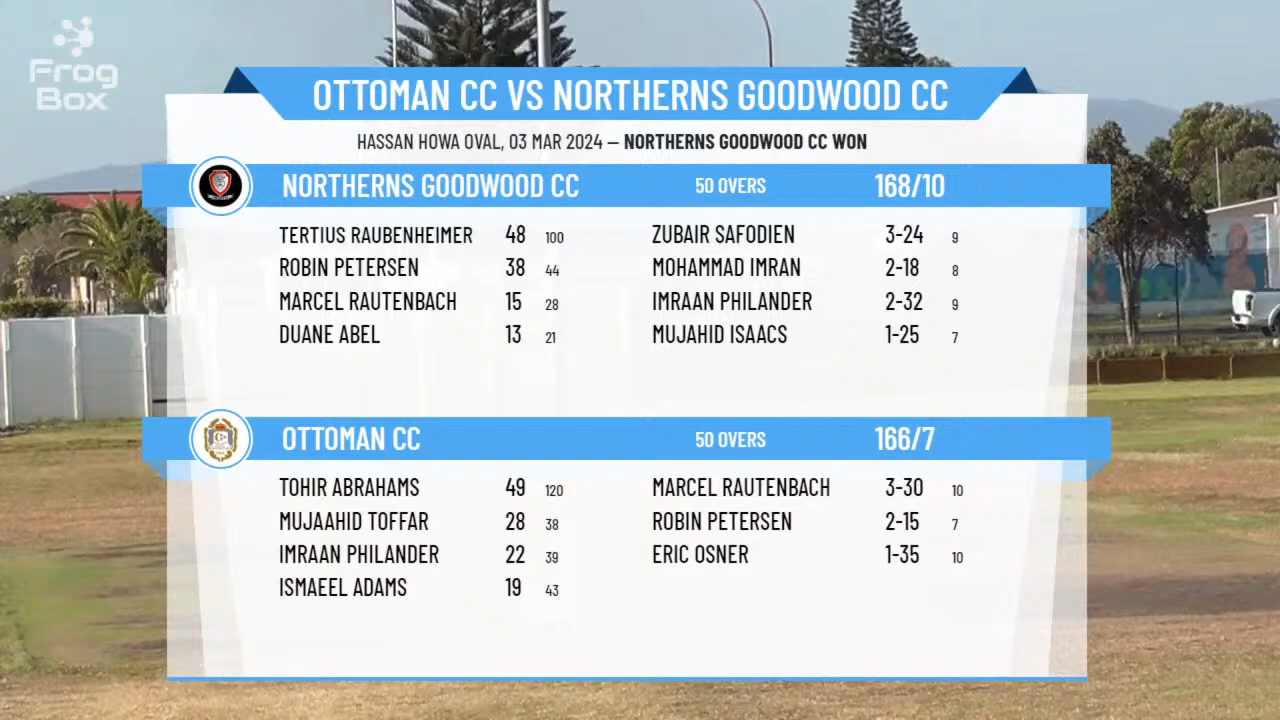 Frog
Box
OTTOMAN CC VS NORTHERNS GOODWOOD CC
HASSAN HOWA OVAL, 03 MAR 2024 – NORTHERNS GOODWOOD CC WON
NORTHERNS GOODWOOD CC 50 OVERS 168/10
TERTIUS RAUBENHEIMER 48 100 ZUBAIR SAFODIEN 3-24 9
ROBIN PETERSEN 38 44 MOHAMMAD IMRAN 2-18 8
MARCEL RAUTENBACH 15 28 IMRAAN PHILANDER 2-32 9
DUANE ABEL 13 21 MUJAHID ISAACS 1-25 7
OTTOMAN CC 50 OVERS 166/7
TOHIR ABRAHAMS 49 120 MARCEL RAUTENBACH 3-30 10
MUJAAHID TOFFAR 28 38 ROBIN PETERSEN 2-15 7
IMRAAN PHILANDER 22 39 ERIC OSNER 1-35 10
ISMAEEL ADAMS 19 43